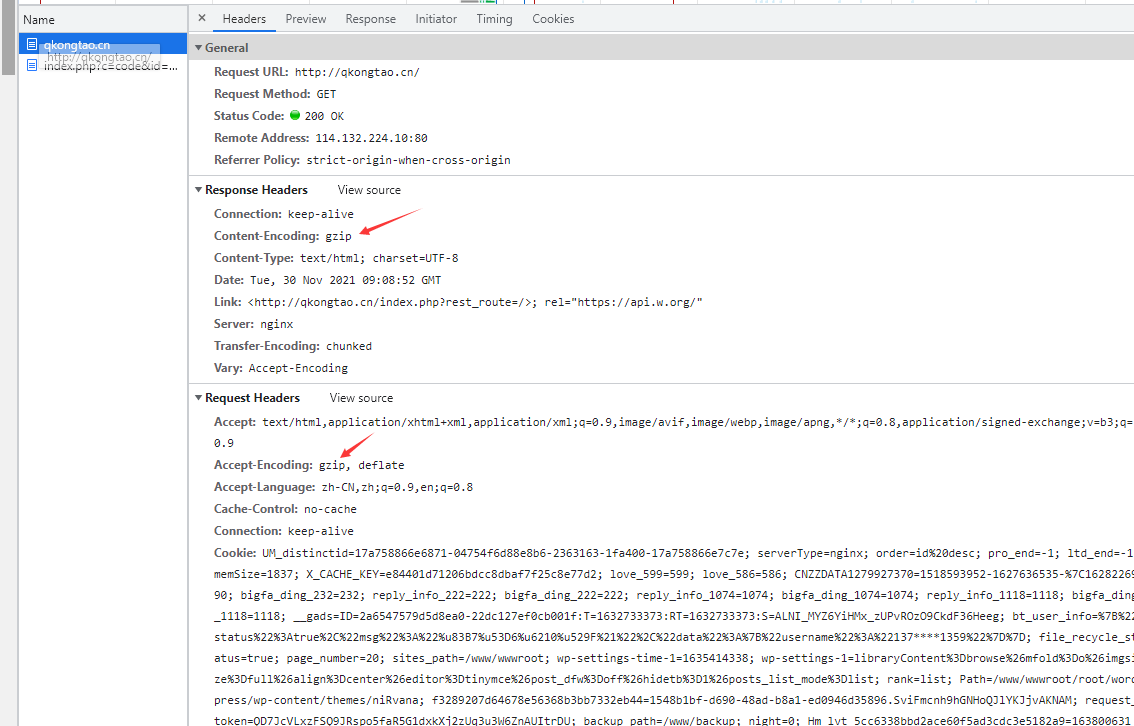 Name
Headers Preview Response Initiator Timing Cookies
qkongtao.cn
http://qkongtao.cn/
index.php?c=code&id=...
General
Request URL: http://qkongtao.cn/
Request Method: GET
Status Code: 200 OK
Remote Address: 114.132.224.10:80
Referrer Policy: strict-origin-when-cross-origin
Response Headers View source
Connection: keep-alive
Content-Encoding: gzip
Content-Type: text/html; charset=UTF-8
Date: Tue, 30 Nov 2021 09:08:52 GMT
Link: <http://qkongtao.cn/index.php?rest_route=/>; rel="https://api.w.org/"
Server: nginx
Transfer-Encoding: chunked
Vary: Accept-Encoding
Request Headers View source
Accept: text/html,application/xhtml+xml,application/xml;q=0.9,image/avif,image/webp,image/apng,*/*;q=0.8,application/signed-exchange;v=b3;q=
0.9
Accept-Encoding: gzip, deflate
Accept-Language: zh-CN,zh;q=0.9,en;q=0.8
Cache-Control: no-cache
Connection: keep-alive
Cookie: UM_distinctid=17a758866e6871-04754f6d88e8b6-2363163-1fa400-17a758866e7c7e; serverType=nginx; order=id%20desc; pro_end=-1; ltd_end=-1
memSize=1837; X_CACHE_KEY=e84401d71206bdcc8dbaf7f25c8e77d2; love_599=599; love_586=586; CNZZDATA1279927370=1518593952-1627636535-%7C16282269
90; bigfa_ding_232=232; reply_info_222=222; bigfa_ding_222=222; reply_info_1074=1074; bigfa_ding_1074=1074; reply_info_1118=1118; bigfa_ding
_1118=1118; __gads=ID=2a6547579d5d8ea0-22dc127ef0cb001f:T=1632733373:RT=1632733373:S=ALNI_MYZ6YiHMx_zUPvROzO9CkdF36Heeg; bt_user_info=%7B%22
status%22%3Atrue%2C%22msg%22%3A%22%u83B7%u53D6%u6210%u529F%21%22%2C%22data%22%3A%7B%22username%22%3A%22137****1359%22%7D%7D; file_recycle_st
atus=true; page_number=20; sites_path=/www/wwwroot; wp-settings-time-1=1635414338; wp-settings-1=libraryContent%3Dbrowse%26mfold%3Do%26imgsi
ze%3Dfull%26align%3Dcenter%26editor%3Dtinymce%26post_dfw%3Doff%26hidetb%3D1%26posts_list_mode%3Dlist; rank=list; Path=/www/wwwroot/root/word
press/wp-content/themes/niRvana; f3289207d64678e56368b3bb7332eb44=1548b1bf-d690-48ad-b8a1-ed0946d35896.SviFmcnh9hGNHoQJlYKJjvAKNAM; request_
token=QD7JcVLxzFSQ9JRspo5faR5G1dxkXj2zUq3u3W6ZnAUItrDU; backup_path=/www/backup; night=0; Hm_lvt_5cc6338bbd2ace60f5ad3cdc3e5182a9=1638006311